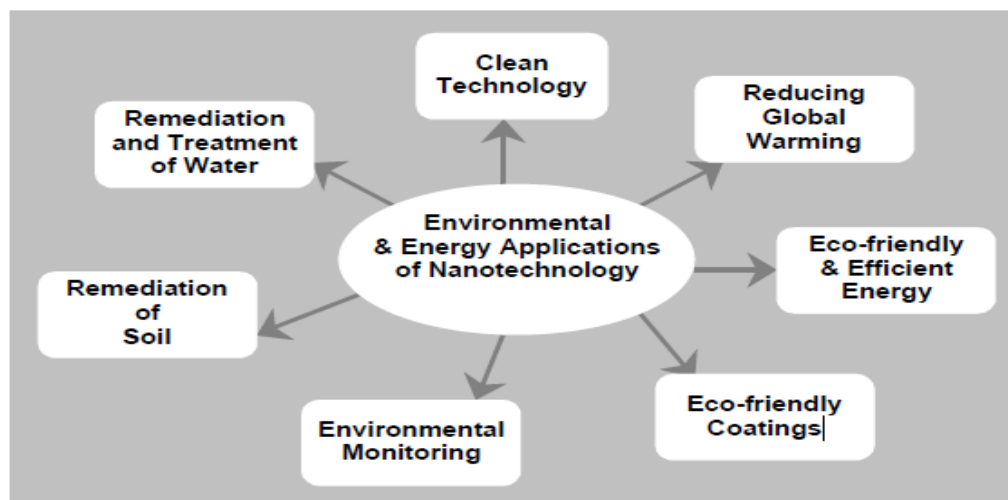 Clean
Technology
Reducing
Global
Warming
Remediation
and Treatment
of Water
Environmental
& Energy Applications
of Nanotechnology
Eco-friendly
& Efficient
Energy
Remediation
of
Soil
Eco-friendly
Coatings
Environmental
Monitoring